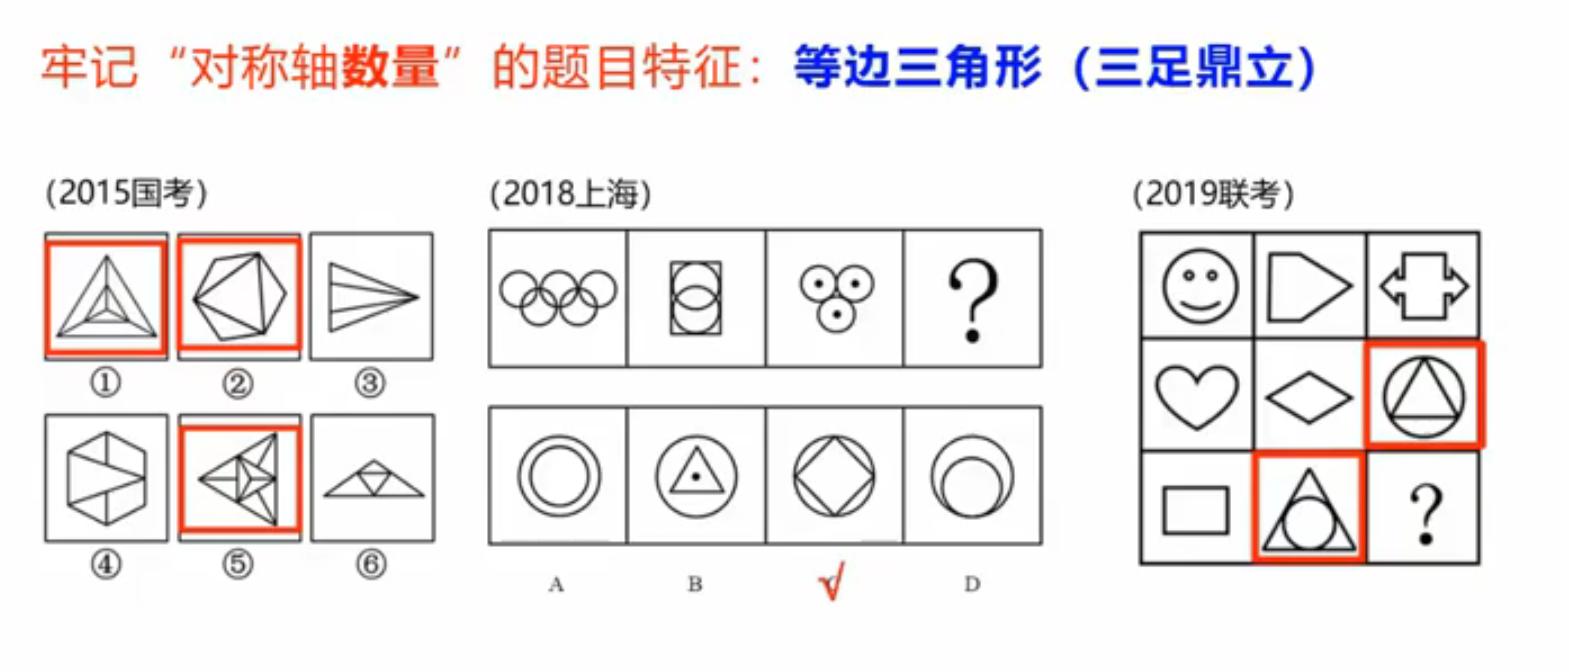 牢记“对称轴数量”的题目特征：等边三角形（三足鼎立）
(2015国考)
(2018上海)
(2019联考)
?
① ② ③
④ ⑤ ⑥
A B √ D
?